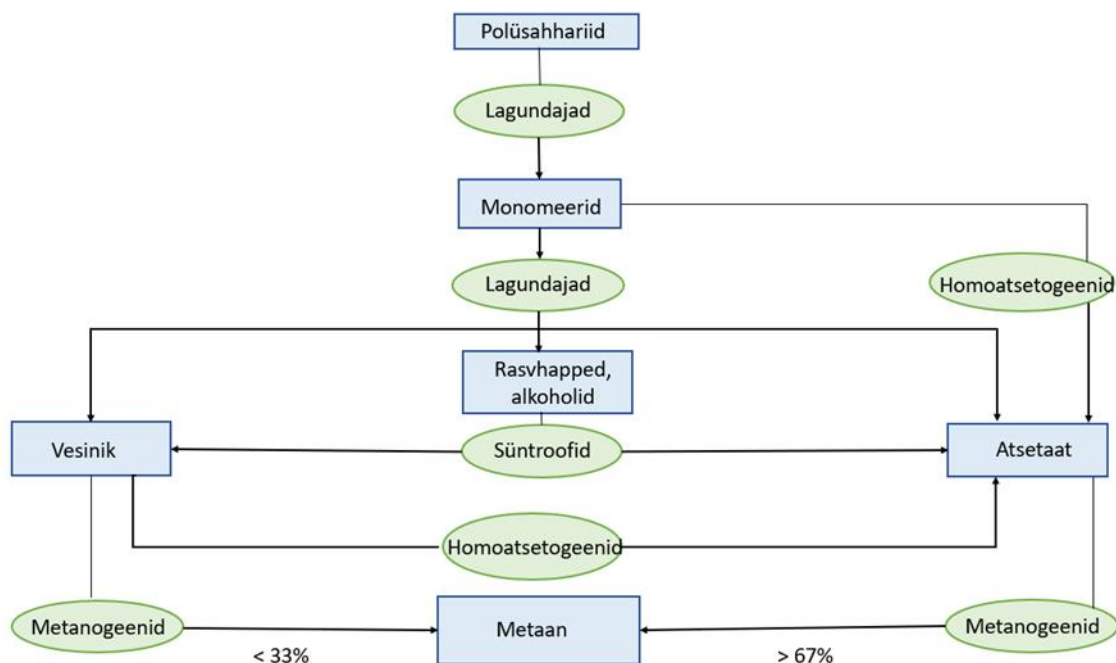 Polüsahhariid
Lagundajad
Monomeerid
Lagundajad
Homoatsetogeenid
Rasvhapped,
alkoholid
Vesinik
Süntroofid
Atsetaat
Homoatsetogeenid
Metanogeenid
Metaan
Metanogeenid
< 33%
> 67%